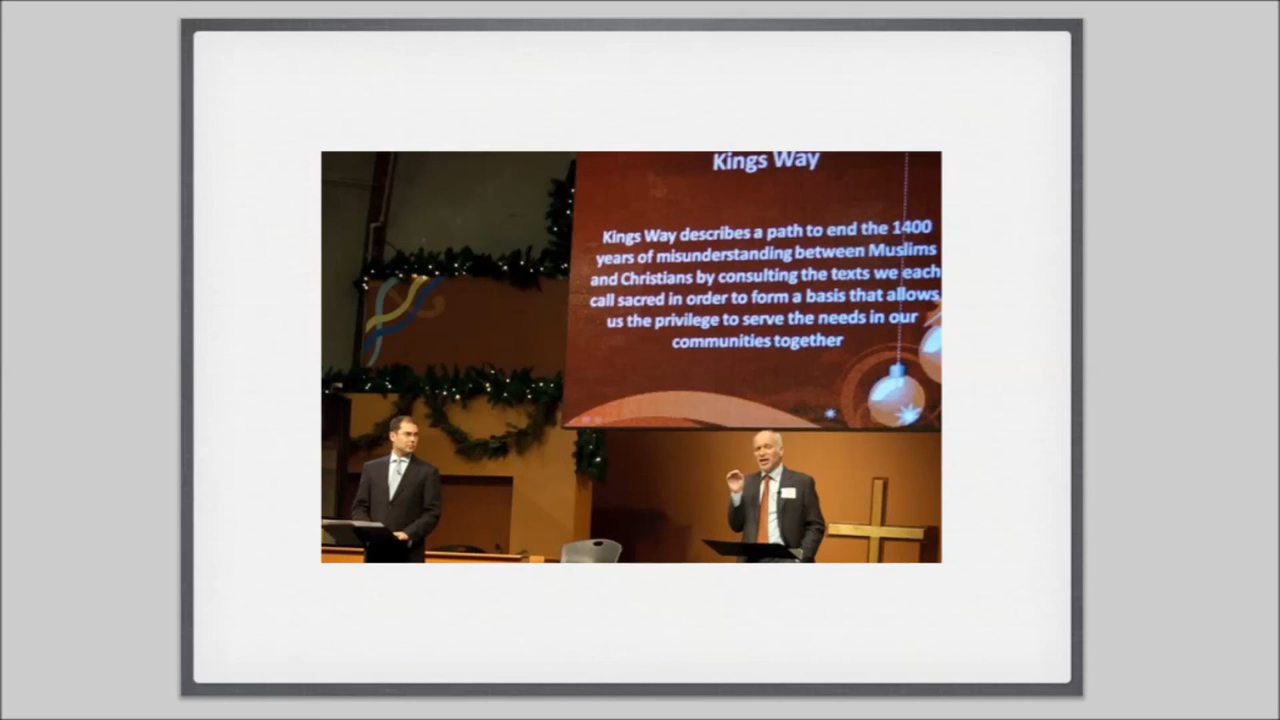 Kings Way
Kings Way describes a path to end the 1400
years of misunderstanding between Muslims
and Christians by consulting the texts we each
call sacred in order to form a basis that allows
us the privilege to serve the needs in our
communities together